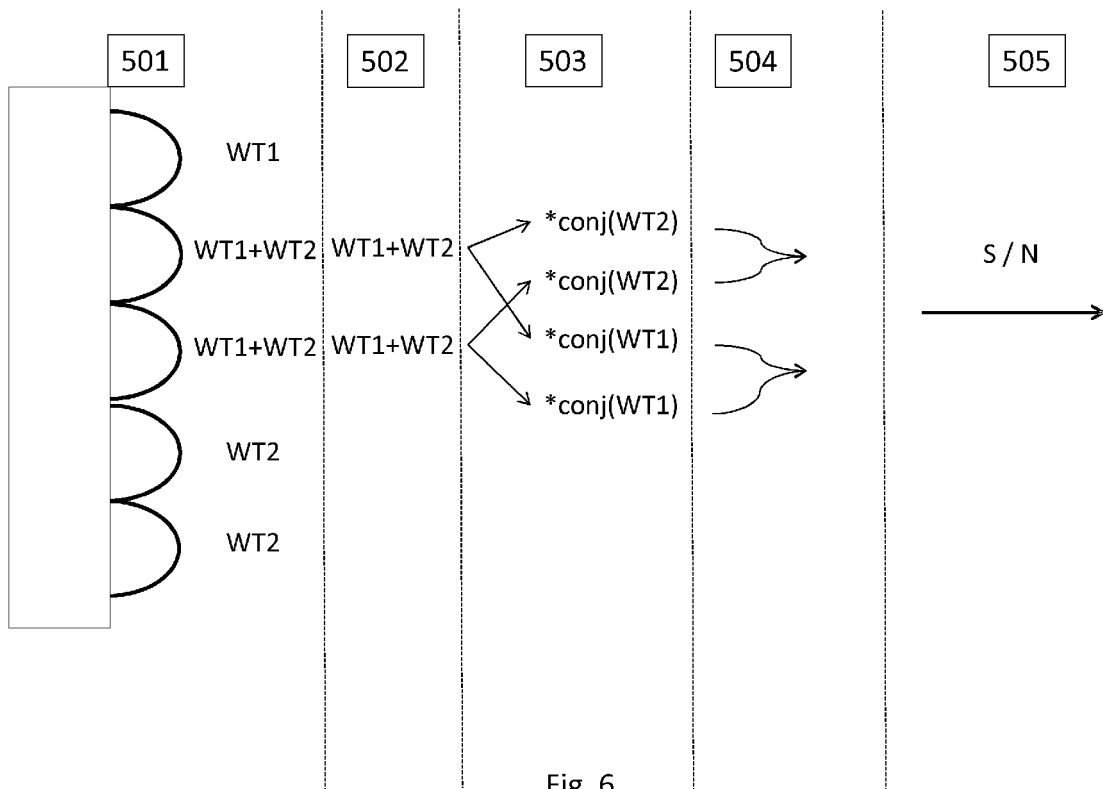 501 502 503 504 505
WT1
*conj(WT2)
WT1+WT2 WT1+WT2 S / N
*conj(WT2)
*conj(WT1)
WT1+WT2 WT1+WT2
*conj(WT1)
WT2
WT2
Fig. 6